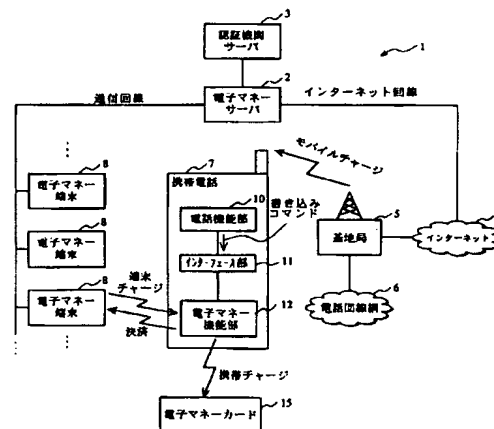 3
認証機関
サーバ
1
2
通信回線
電子マネー
サーバ
インターネット回線
モバイルチャージ
8
電子マネー
端末
7
携帯電話
10
電話機能部
書き込み
コマンド
5
基地局
インターネット
8
電子マネー
端末
インターフェース部
11
6
電話回線網
8
電子マネー
端末
端末
チャージ
決済
電子マネー
機能部
12
携帯チャージ
電子マネーカード
15